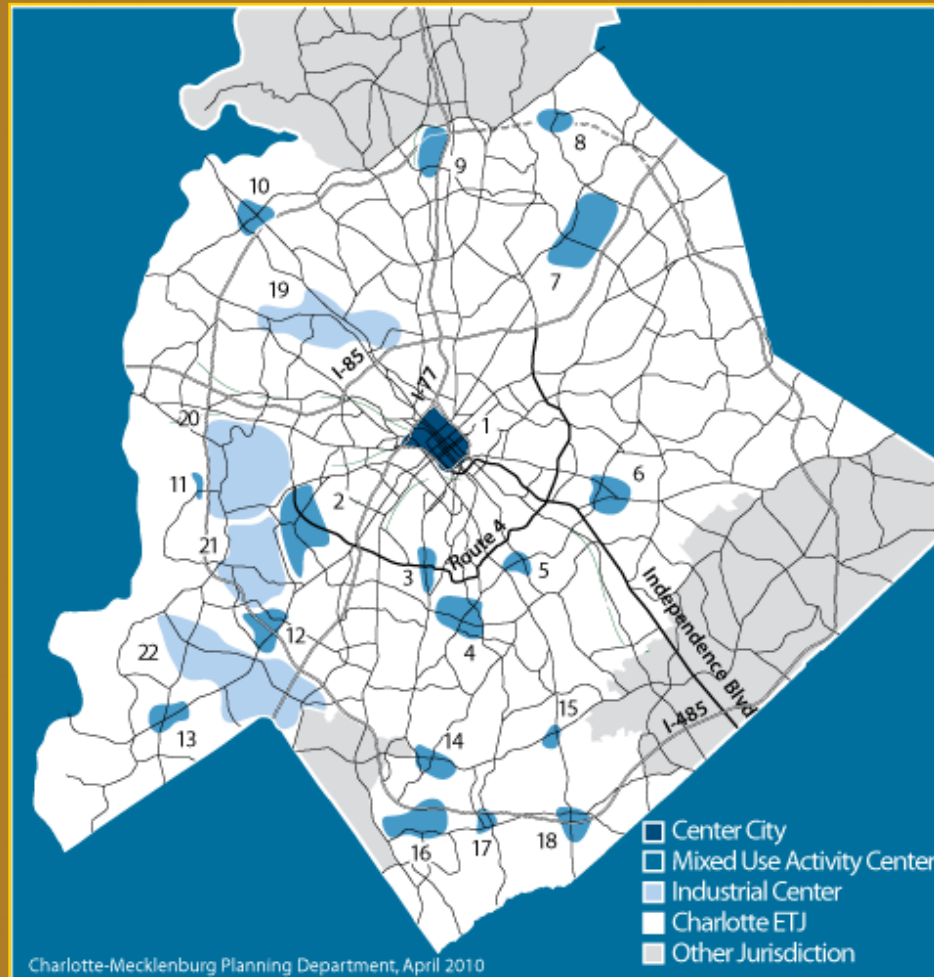 8
9
10
7
19
I-85
I-77
1
20
6
11
2
21
Route 4
3
5
Independence Blvd
12
4
22
I-485
15
13
14
16
17
18
Center City
Mixed Use Activity Center
Industrial Center
Charlotte ETJ
Other Jurisdiction
Charlotte-Mecklenburg Planning Department, April 2010